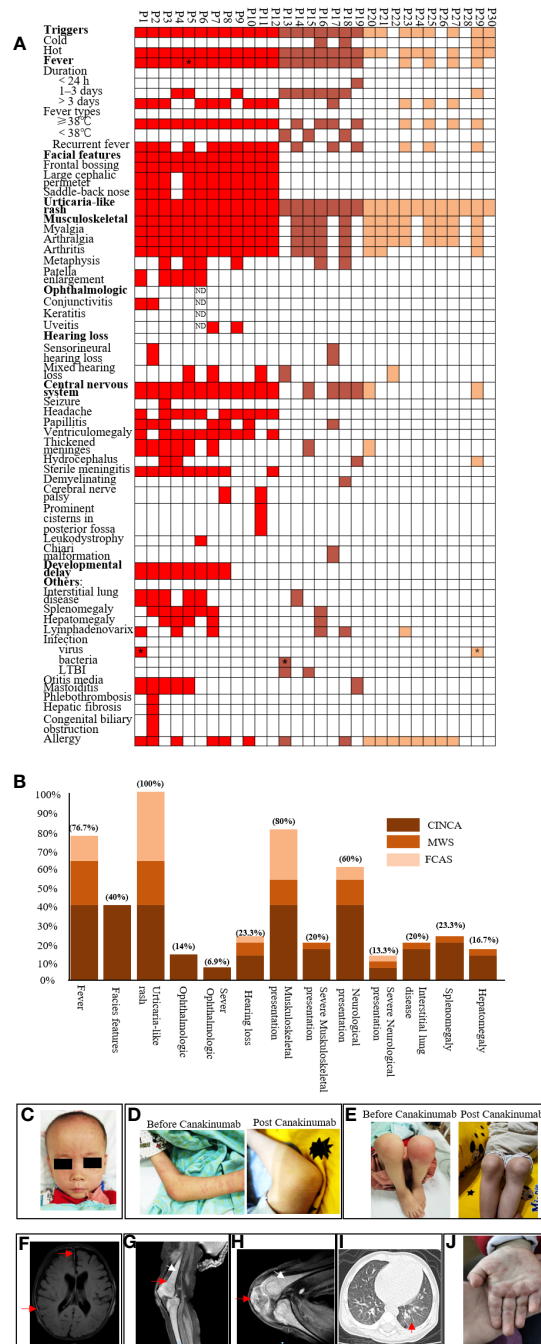 A
P1 P2 P3 P4 P5 P6 P7 P8 P9 P10 P11 P12 P13 P14 P15 P16 P17 P18 P19 P20 P21 P22 P23 P24 P25 P26 P27 P28 P29 P30
Triggers
Cold
Hot
Fever *
Duration
< 24 h
1–3 days
> 3 days
Fever types
≥38℃
< 38℃
Recurrent fever
Facial features
Frontal bossing
Large cephalic
perimeter
Saddle-back nose
Urticaria-like
rash
Musculoskeletal
Myalgia
Arthralgia
Arthritis
Metaphysis
Patella
enlargement
Ophthalmologic ND
Conjunctivitis ND
Keratitis ND
Uveitis ND
Hearing loss
Sensorineural
hearing loss
Mixed hearing
loss
Central nervous
system
Seizure
Headache
Papillitis
Ventriculomegaly
Thickened
meninges
Hydrocephalus
Sterile meningitis
Demyelinating
Cerebral nerve
palsy
Prominent
cisterns in
posterior fossa
Leukodystrophy
Chiari
malformation
Developmental
delay
Others:
Interstitial lung
disease
Splenomegaly
Hepatomegaly
Lymphadenovarix
Infection
virus * *
bacteria *
LTBI
Otitis media
Mastoiditis
Phlebothrombosis
Hepatic fibrosis
Congenital biliary
obstruction
Allergy
B
100%
90%
80%
70%
60%
50%
40%
30%
20%
10%
0%
(76.7%) (40%) (100%) (14%) (6.9%) (23.3%) (80%) (20%) (60%) (13.3%) (20%) (23.3%) (16.7%)
CINCA
MWS
FCAS
Fever
Facies features
Urticaria-like
rash
Ophthalmologic
Sever
Ophthalmologic
Hearing loss
Muskuloskeletal
presentation
Severe Muskuloskeletal
presentation
Neurological
presentation
Severe Neurological
presentation
Interstitial lung
disease
Splenomnegaly
Hepatomegaly
C
D
Before Canakinumab Post Canakinumab
E
Before Canakinumab Post Canakinumab
F
G
H
I
J